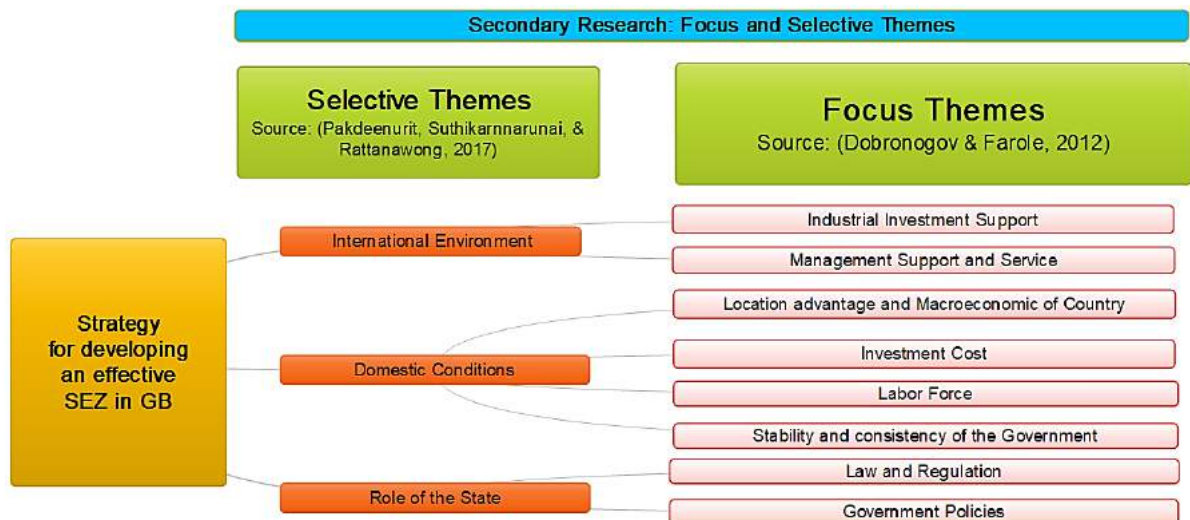 Secondary Research: Focus and Selective Themes
Selective Themes
Source: (Pakdeenurit, Suthikarnnarunai, &
Rattanawong, 2017)
Focus Themes
Source: (Dobronogov & Farole, 2012)
Strategy
for developing
an effective
SEZ in GB
International Environment
Industrial Investment Support
Management Support and Service
Domestic Conditions
Location advantage and Macroeconomic of Country
Investment Cost
Labor Force
Stability and consistency of the Government
Role of the State
Law and Regulation
Government Policies